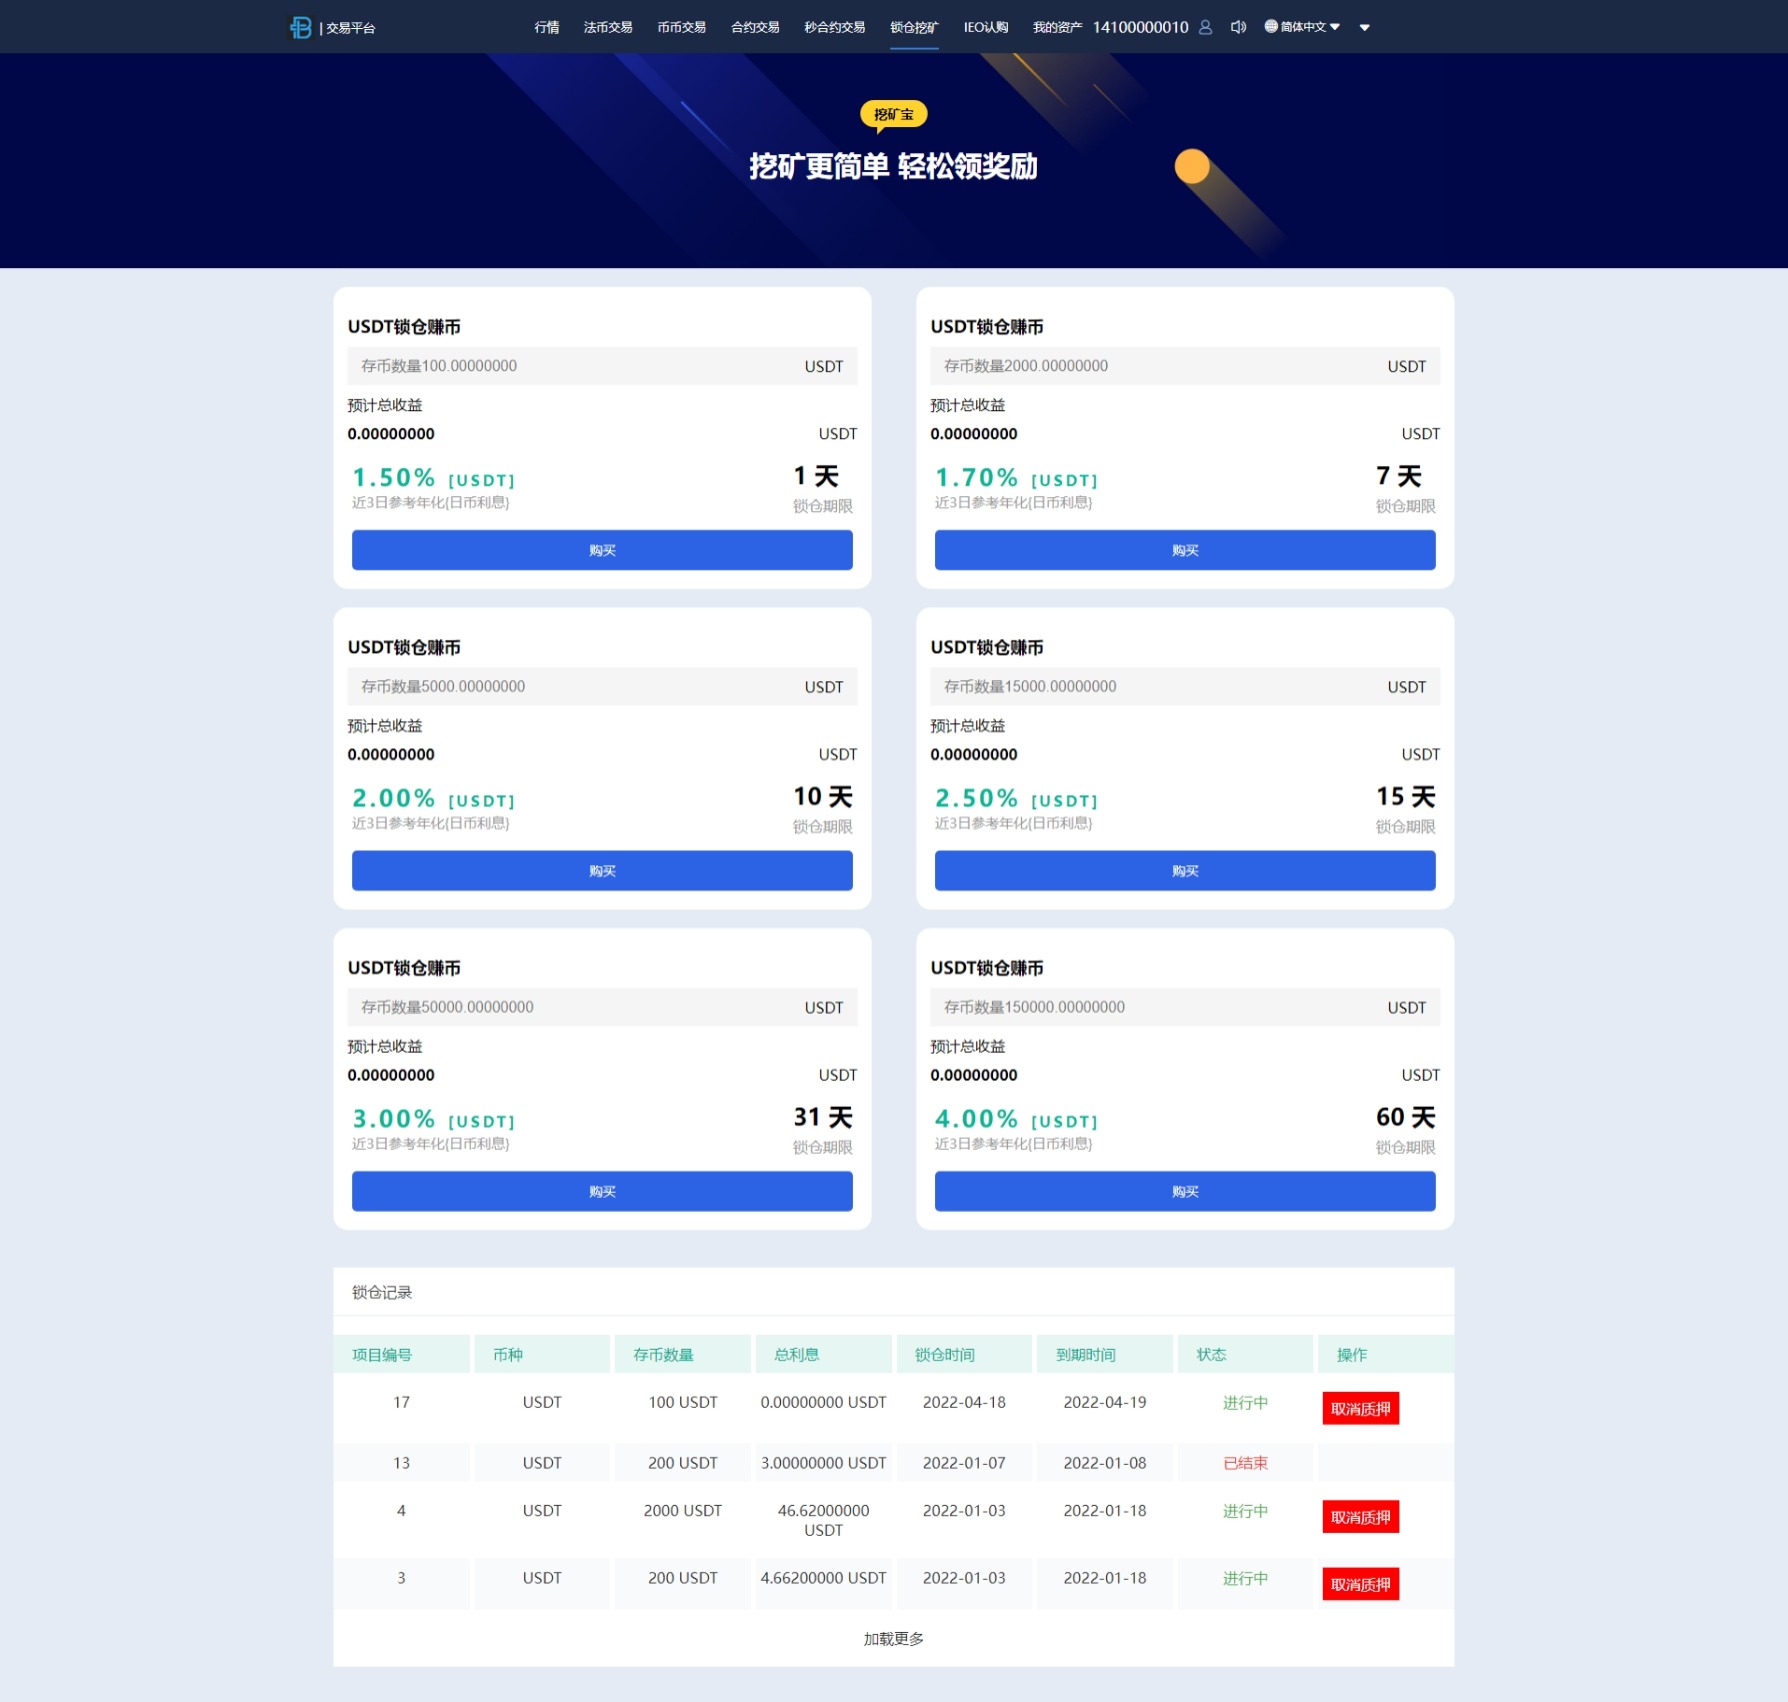 | 交易平台 行情 法币交易 币币交易 合约交易 秒合约交易 锁仓挖矿 IEO认购 我的资产 14100000010 简体中文
挖矿宝
挖矿更简单 轻松领奖励
USDT锁仓赚币
存币数量100.00000000 USDT
预计总收益
0.00000000 USDT
1.50% [USDT] 1 天
近3日参考年化(日币利息) 锁仓期限
购买
USDT锁仓赚币
存币数量2000.00000000 USDT
预计总收益
0.00000000 USDT
1.70% [USDT] 7 天
近3日参考年化(日币利息) 锁仓期限
购买
USDT锁仓赚币
存币数量5000.00000000 USDT
预计总收益
0.00000000 USDT
2.00% [USDT] 10 天
近3日参考年化(日币利息) 锁仓期限
购买
USDT锁仓赚币
存币数量15000.00000000 USDT
预计总收益
0.00000000 USDT
2.50% [USDT] 15 天
近3日参考年化(日币利息) 锁仓期限
购买
USDT锁仓赚币
存币数量50000.00000000 USDT
预计总收益
0.00000000 USDT
3.00% [USDT] 31 天
近3日参考年化(日币利息) 锁仓期限
购买
USDT锁仓赚币
存币数量150000.00000000 USDT
预计总收益
0.00000000 USDT
4.00% [USDT] 60 天
近3日参考年化(日币利息) 锁仓期限
购买
锁仓记录
项目编号 币种 存币数量 总利息 锁仓时间 到期时间 状态 操作
17 USDT 100 USDT 0.00000000 USDT 2022-04-18 2022-04-19 进行中 取消质押
13 USDT 200 USDT 3.00000000 USDT 2022-01-07 2022-01-08 已结束
4 USDT 2000 USDT 46.62000000 2022-01-03 2022-01-18 进行中 取消质押
USDT
3 USDT 200 USDT 4.66200000 USDT 2022-01-03 2022-01-18 进行中 取消质押
加载更多